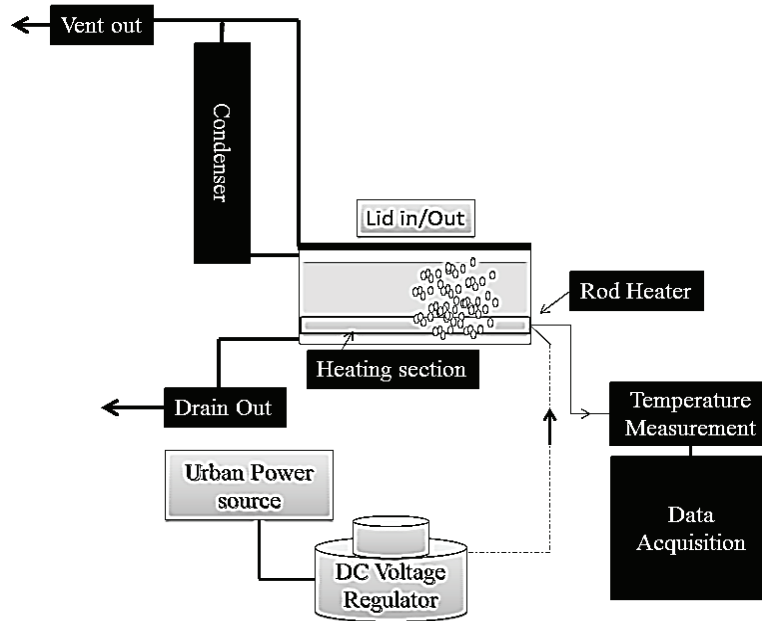 Vent out
Condenser
Lid in/Out
Rod Heater
Heating section
Drain Out
Temperature
Measurement
Urban Power
source
Data
Acquisition
DC Voltage
Regulator